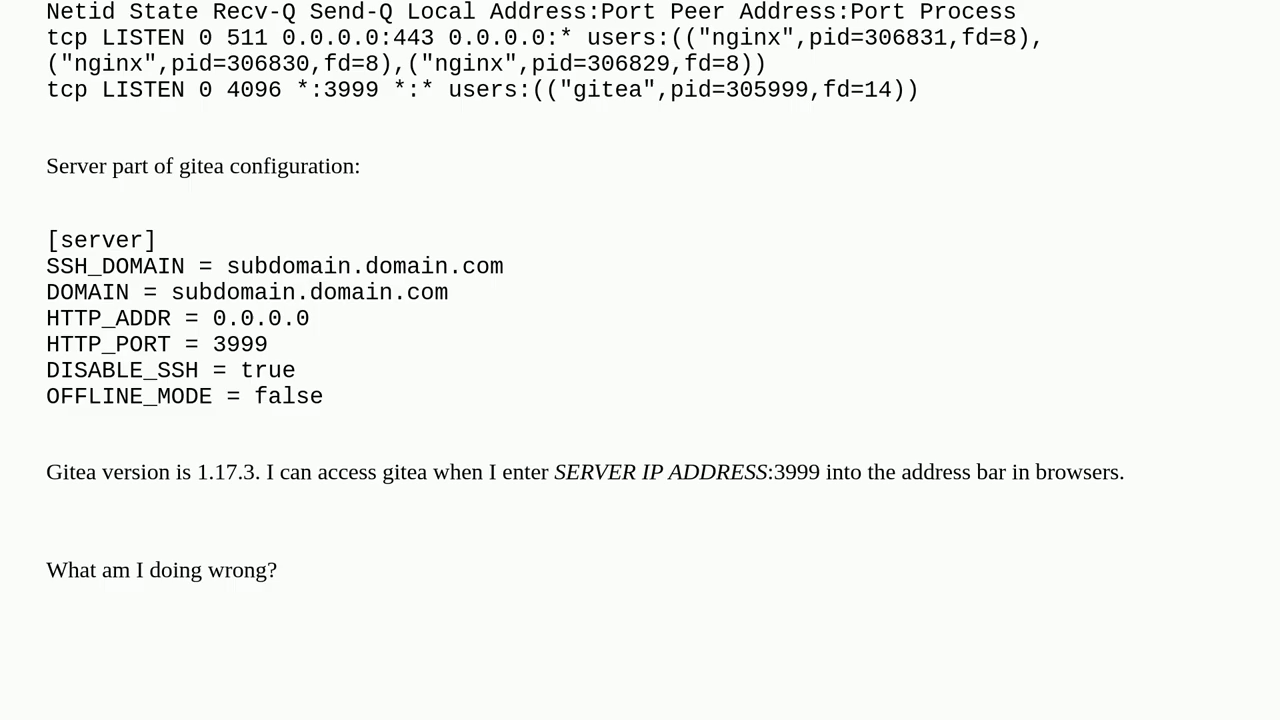 Netid State Recv-Q Send-Q Local Address:Port Peer Address:Port Process
tcp LISTEN 0 511 0.0.0.0:443 0.0.0.0:* users:(("nginx",pid=306831,fd=8),
("nginx",pid=306830,fd=8),("nginx",pid=306829,fd=8))
tcp LISTEN 0 4096 *:3999 *:* users:(("gitea",pid=305999,fd=14))
Server part of gitea configuration:
[server]
SSH_DOMAIN = subdomain.domain.com
DOMAIN = subdomain.domain.com
HTTP_ADDR = 0.0.0.0
HTTP_PORT = 3999
DISABLE_SSH = true
OFFLINE_MODE = false
Gitea version is 1.17.3. I can access gitea when I enter SERVER IP ADDRESS:3999 into the address bar in browsers.
What am I doing wrong?